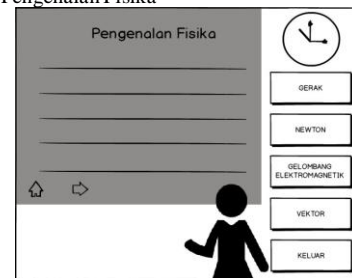 Pengenalan Fisika
Pengenalan Fisika
GERAK
NEWTON
GELOMBANG
ELEKTROMAGNETIK
VEKTOR
KELUAR